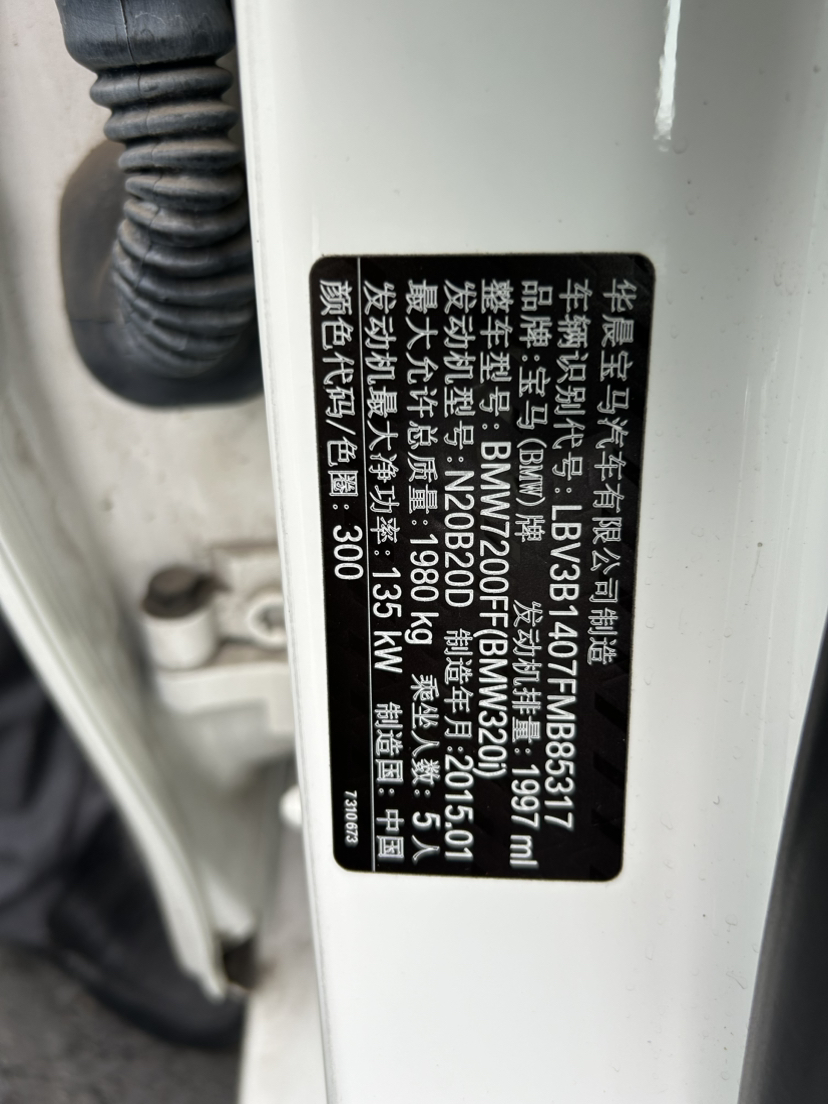 华晨宝马汽车有限公司制造
车辆识别代号:LBV3B1407FMB85317
品牌:宝马(BMW)牌 发动机排量:1997 ml
整车型号:BMW7200FF(BMW320i)
发动机型号:N20B20D 制造年月:2015.01
最大允许总质量:1980 kg 乘坐人数:5人
发动机最大净功率:135 kW 制造国:中国
颜色代码/色圈:300
7 310 673